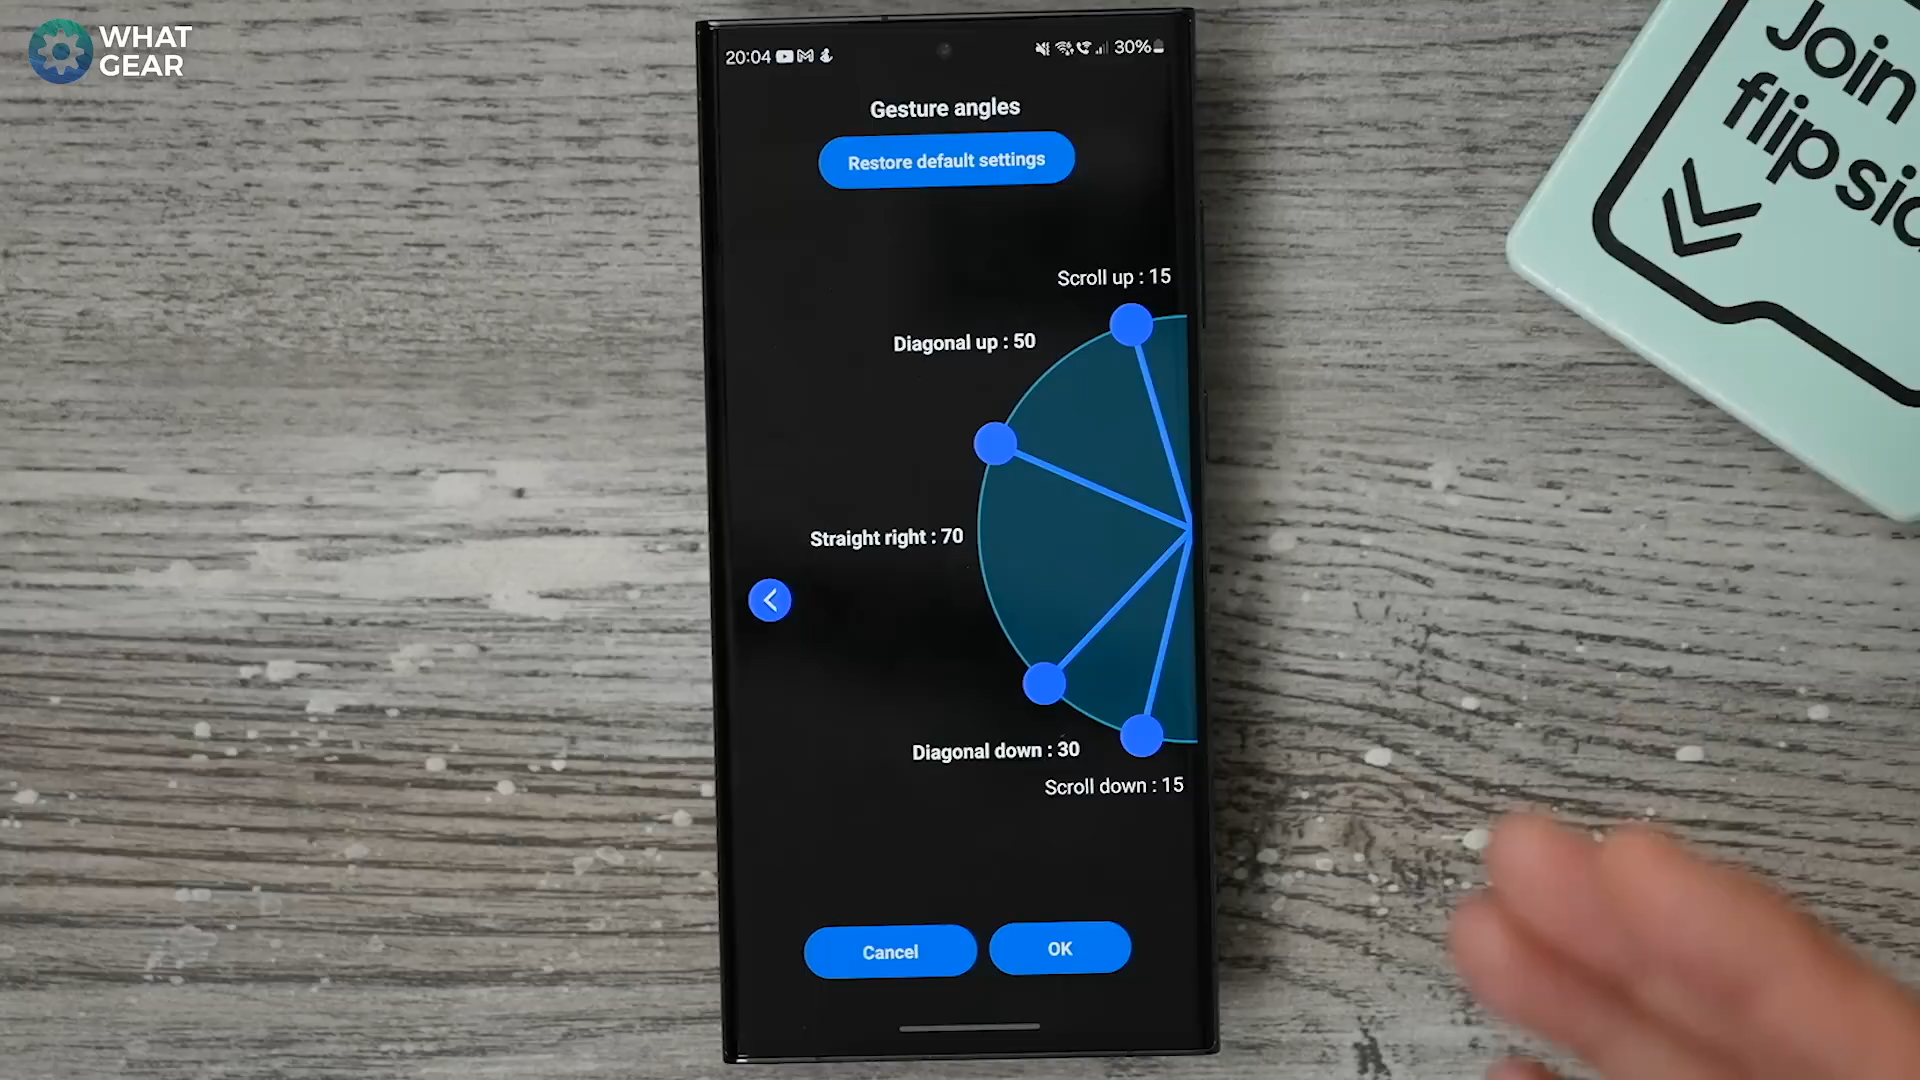 WHAT
GEAR
20:04
30%
Gesture angles
Restore default settings
Scroll up : 15
Diagonal up : 50
Straight right : 70
Diagonal down : 30
Scroll down : 15
Cancel
OK
Join
flip